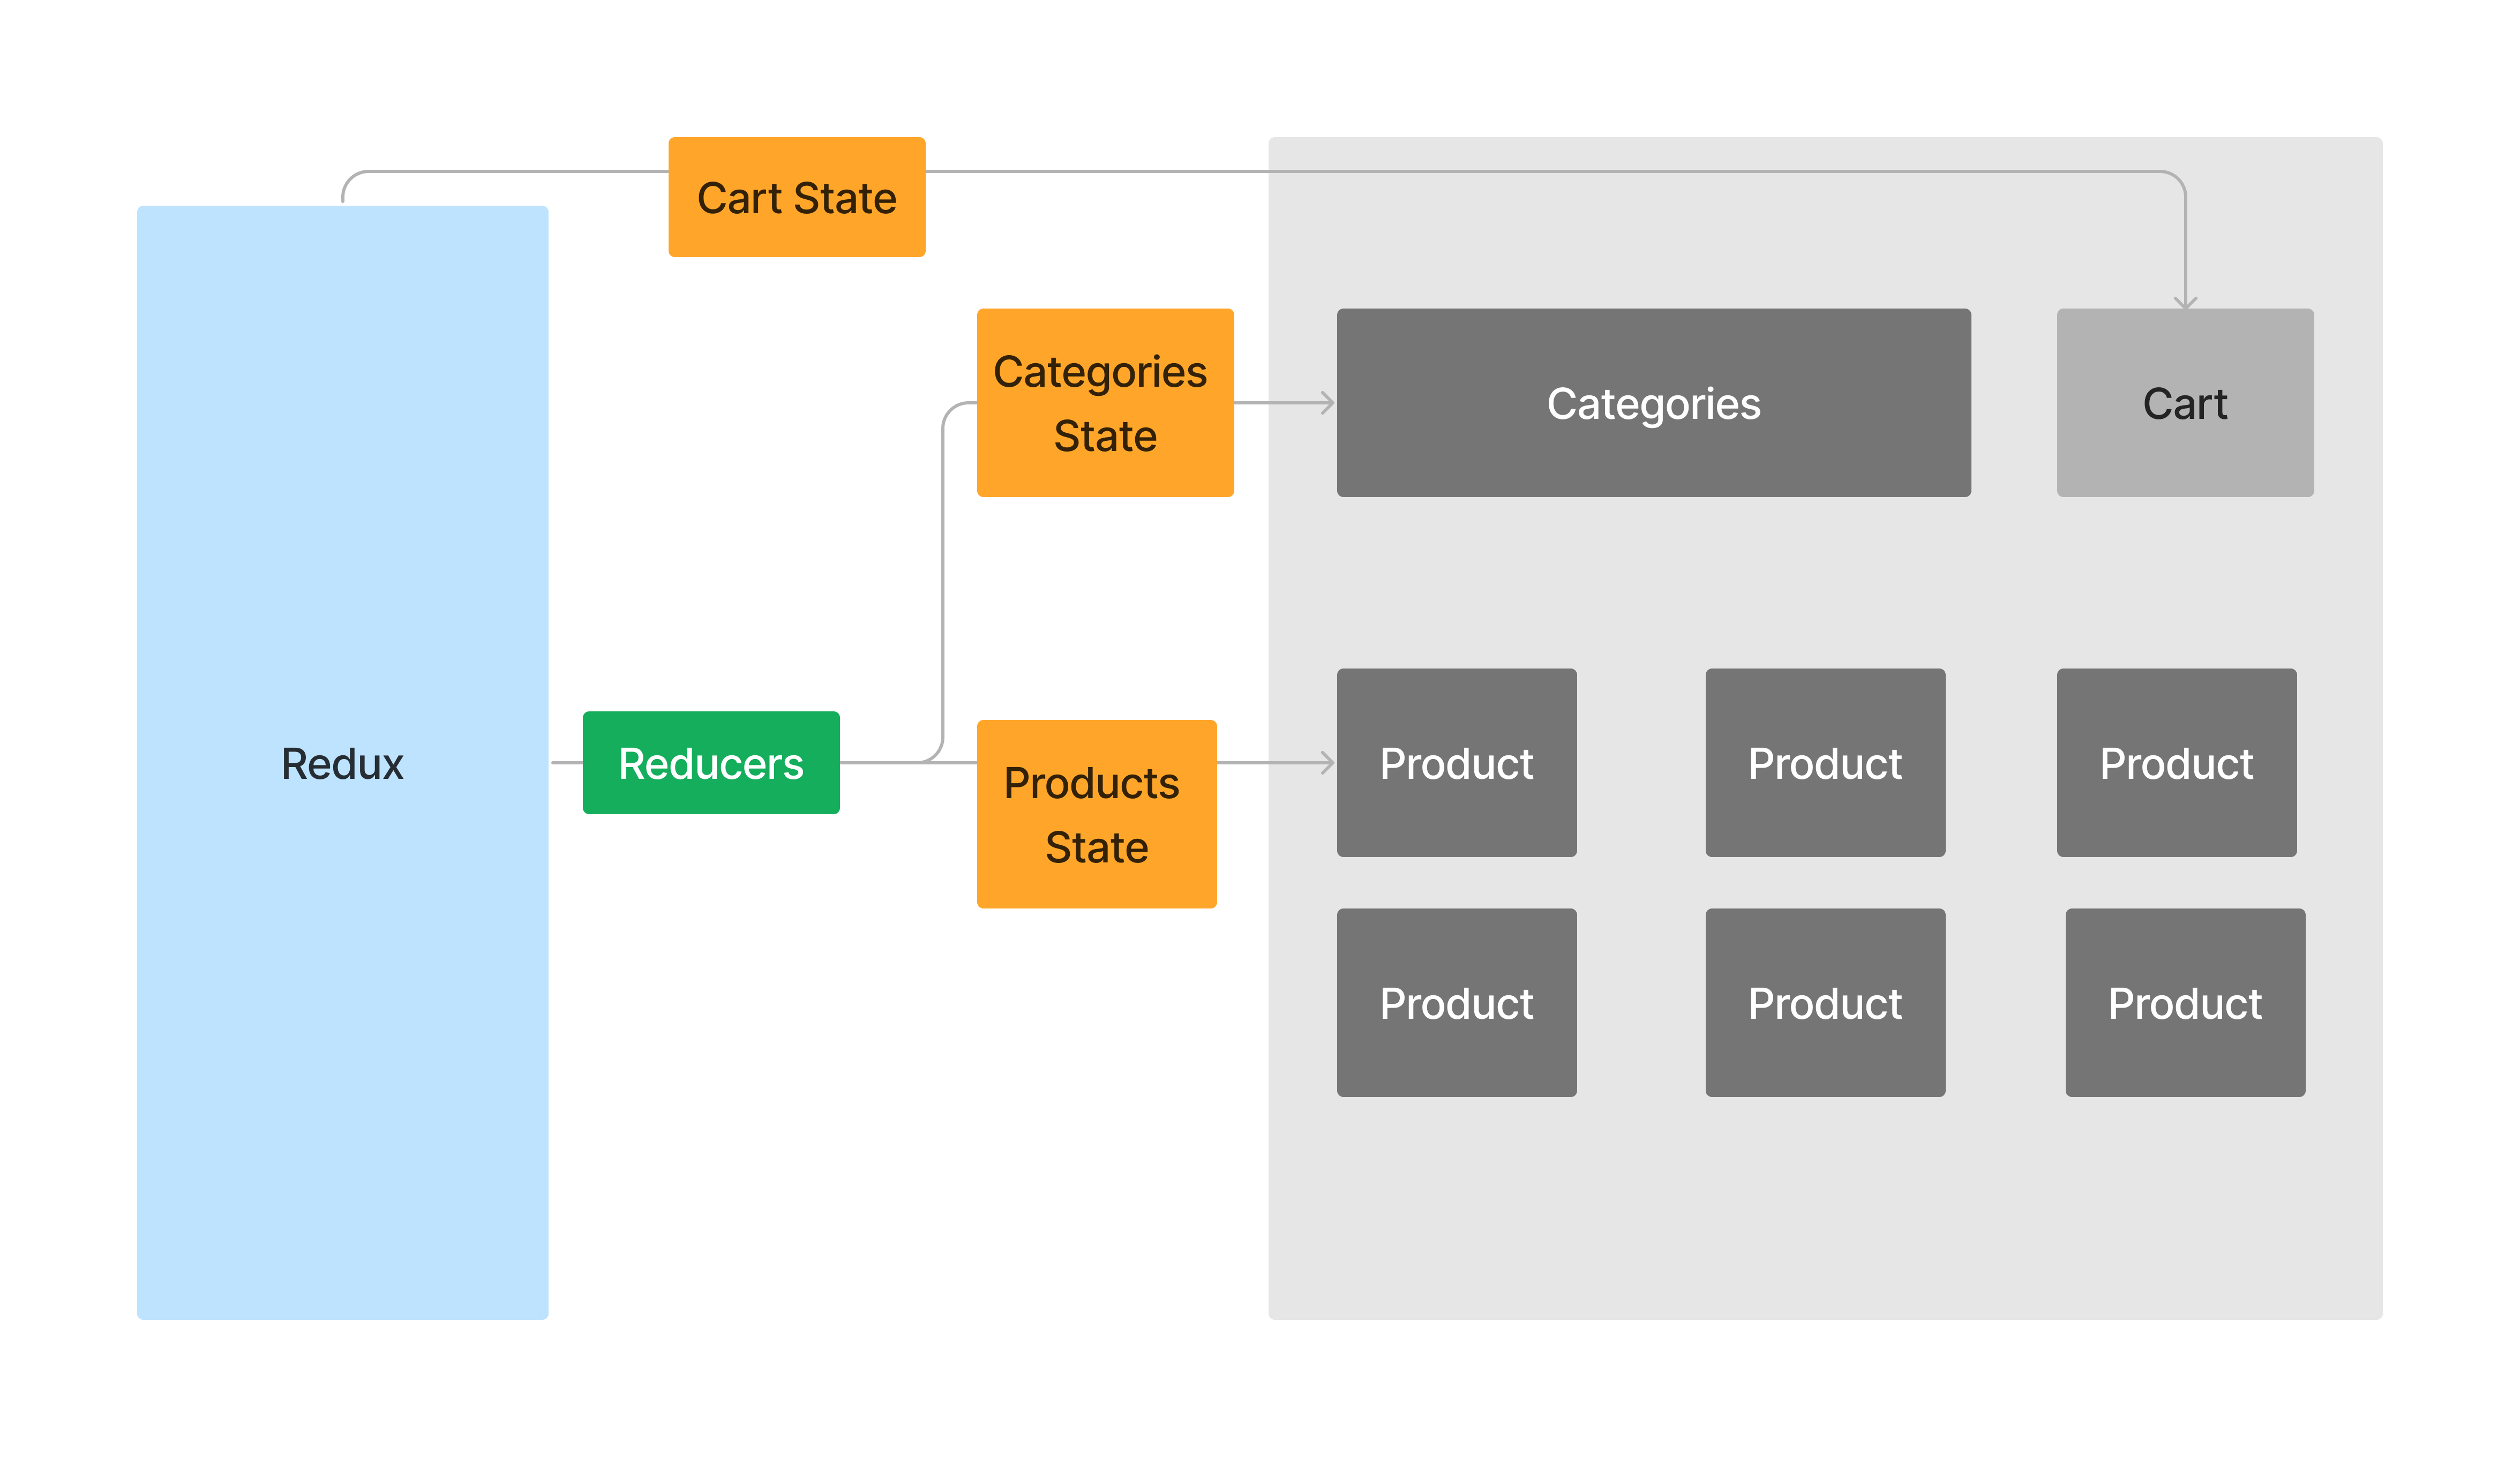 Cart State
Categories
State
Categories
Cart
Redux
Reducers
Products
State
Product
Product
Product
Product
Product
Product